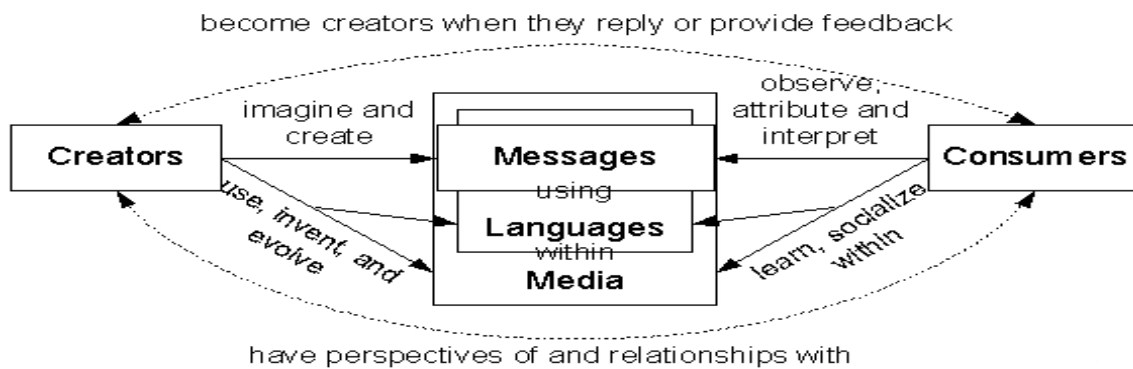 become creators when they reply or provide feedback
imagine and
create
observe,
attribute and
interpret
Creators
Messages
Consumers
using
Languages
within
Media
use, invent, and
evolve
learn, socialize
within
have perspectives of and relationships with